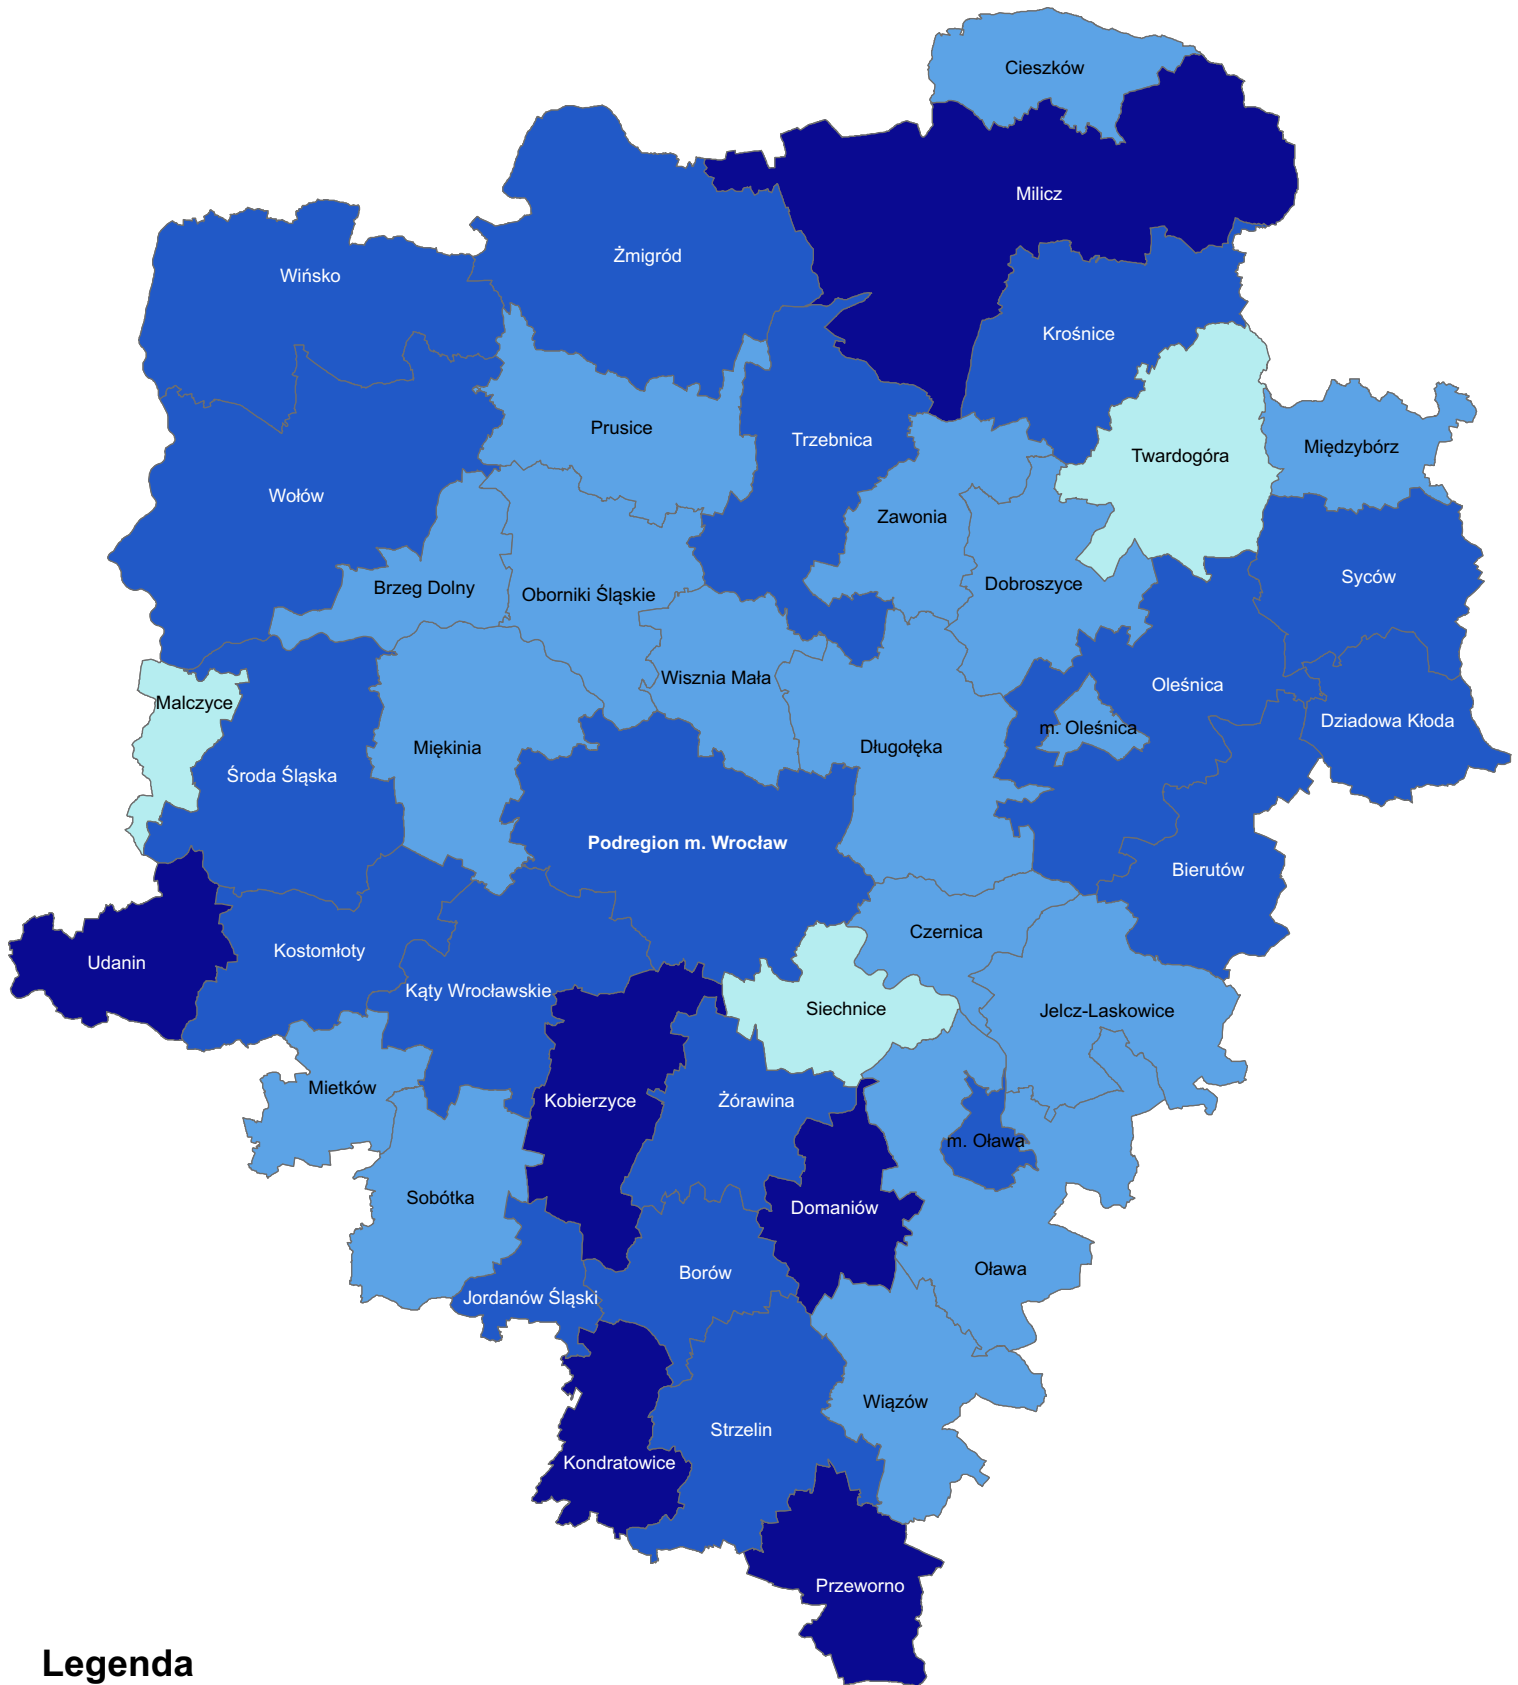 Cieszków
Milicz
Żmigród
Wińsko
Krośnice
Prusice
Trzebnica
Twardogóra
Międzybórz
Wołów
Zawonia
Syców
Brzeg Dolny
Oborniki Śląskie
Dobroszyce
Wisznia Mała
Oleśnica
Malczyce
Dziadowa Kłoda
m. Oleśnica
Miękinia
Długołęka
Środa Śląska
Podregion m. Wrocław
Bierutów
Czernica
Kostomłoty
Udanin
Kąty Wrocławskie
Siechnice
Jelcz-Laskowice
Mietków
Kobierzyce
Żórawina
m. Oława
Sobótka
Domaniów
Oława
Borów
Jordanów Śląski
Wiązów
Strzelin
Kondratowice
Przeworno
Legenda